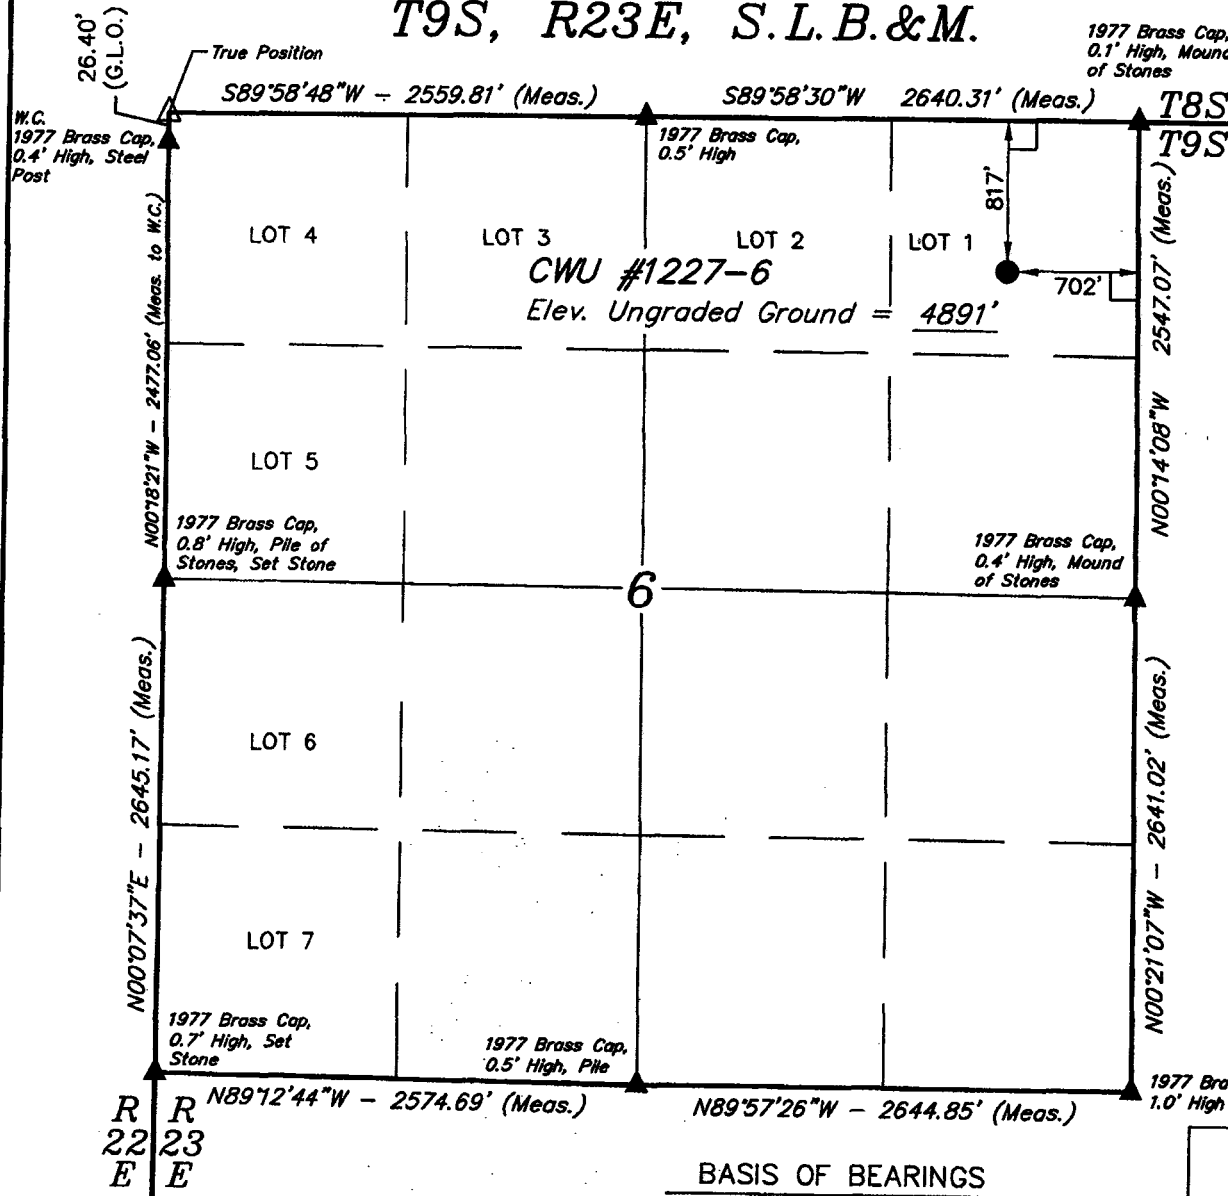 T9S, R23E, S.L.B.&M.
26.40'
(G.L.O.)
True Position
1977 Brass Cap,
0.1' High, Mound
of Stones
S89°58'48"W - 2559.81' (Meas.)
S89°58'30"W 2640.31' (Meas.)
T8S
T9S
W.C.
1977 Brass Cap,
0.4' High, Steel
Post
1977 Brass Cap,
0.5' High
817'
LOT 4
LOT 3
LOT 2
LOT 1
CWU #1227-6
702'
Elev. Ungraded Ground = 4891'
N00°18'21"W - 2477.06' (Meas. to W.C.)
N00°14'08"W 2547.07' (Meas.)
LOT 5
1977 Brass Cap,
0.8' High, Pile of
Stones, Set Stone
1977 Brass Cap,
0.4' High, Mound
of Stones
6
N00°07'37"E - 2645.17' (Meas.)
N00°21'07"W - 2641.02' (Meas.)
LOT 6
LOT 7
1977 Brass Cap,
0.7' High, Set
Stone
1977 Brass Cap,
0.5' High, Pile
1977 Bra
1.0' High
N89°12'44"W - 2574.69' (Meas.)
N89°57'26"W - 2644.85' (Meas.)
R R
22 23
E E
BASIS OF BEARINGS